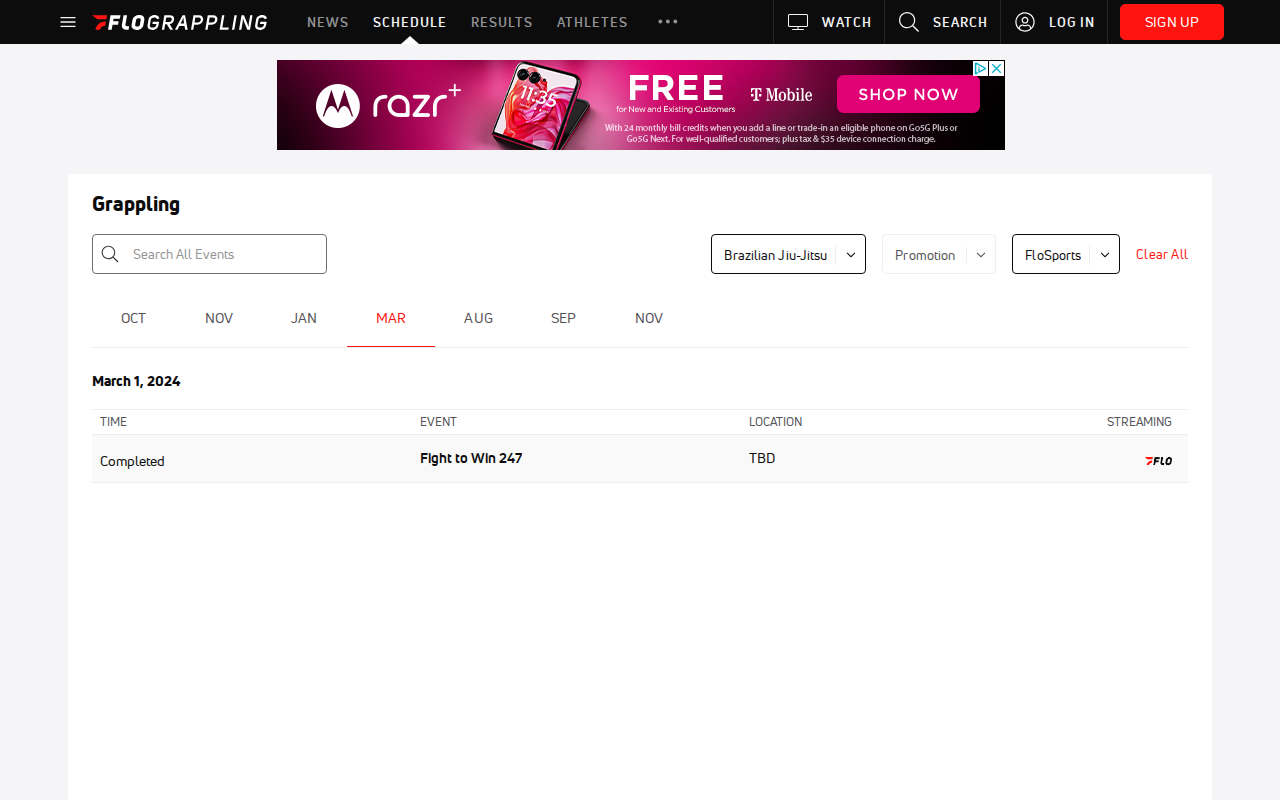 FLOGRAPPLING
NEWS
SCHEDULE
RESULTS
ATHLETES
WATCH
SEARCH
LOG IN
SIGN UP
razr+
11:35
FREE
for New and Existing Customers
T Mobile
SHOP NOW
With 24 monthly bill credits when you add a line or trade-in an eligible phone on Go5G Plus or
Go5G Next. For well-qualified customers; plus tax & $35 device connection charge.
Grappling
Search All Events
Brazilian Jiu-Jitsu
Promotion
FloSports
Clear All
OCT
NOV
JAN
MAR
AUG
SEP
NOV
March 1, 2024
TIME
EVENT
LOCATION
STREAMING
Completed
Fight to Win 247
TBD
FLO